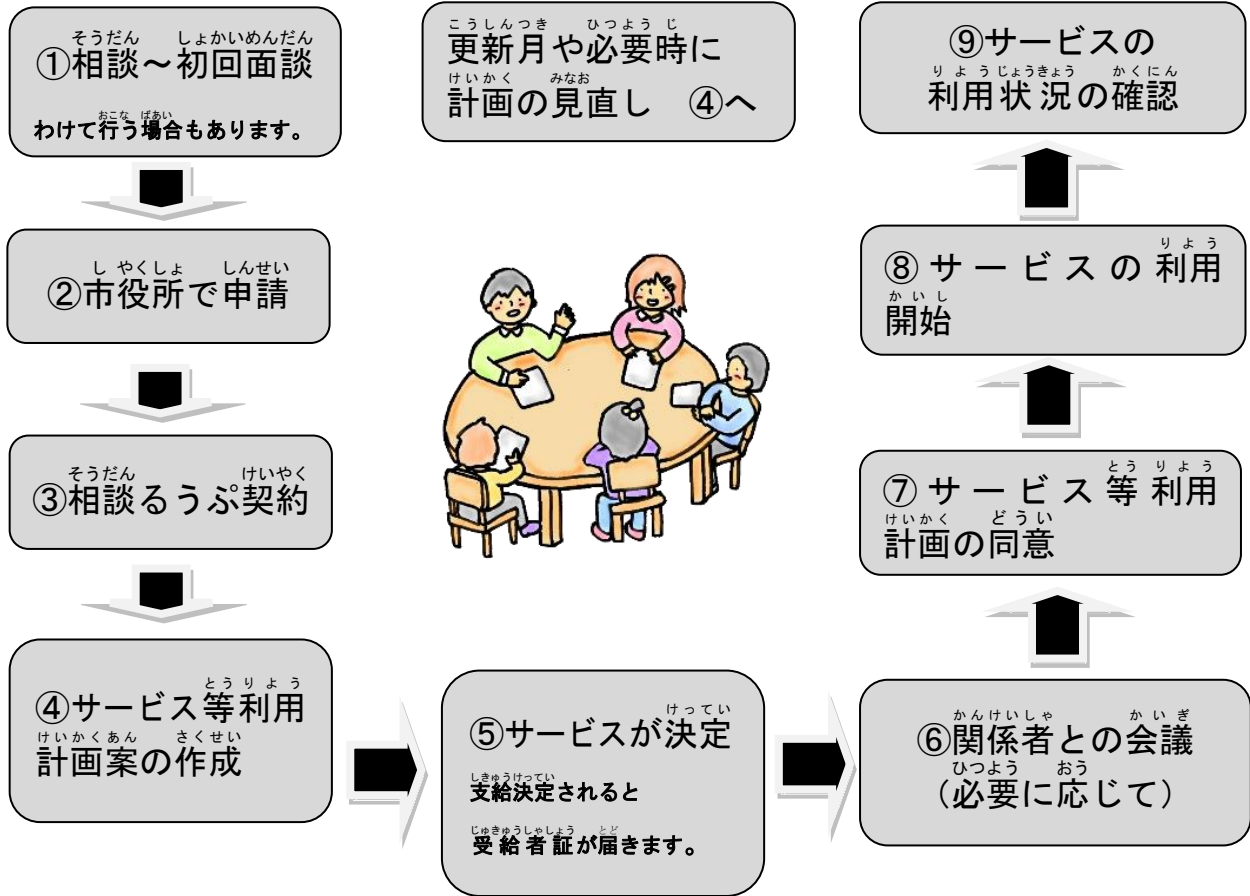 ①相談～初回面談
わけて行う場合もあります。
②市役所で申請
③相談るうぷ契約
④サービス等利用
計画案の作成
⑤サービスが決定
支給決定されると
受給者証が届きます。
⑥関係者との会議
（必要に応じて）
⑦サービス等利用
計画の同意
⑧サービスの利用
開始
⑨サービスの
利用状況の確認
更新月や必要時に
計画の見直し　④へ